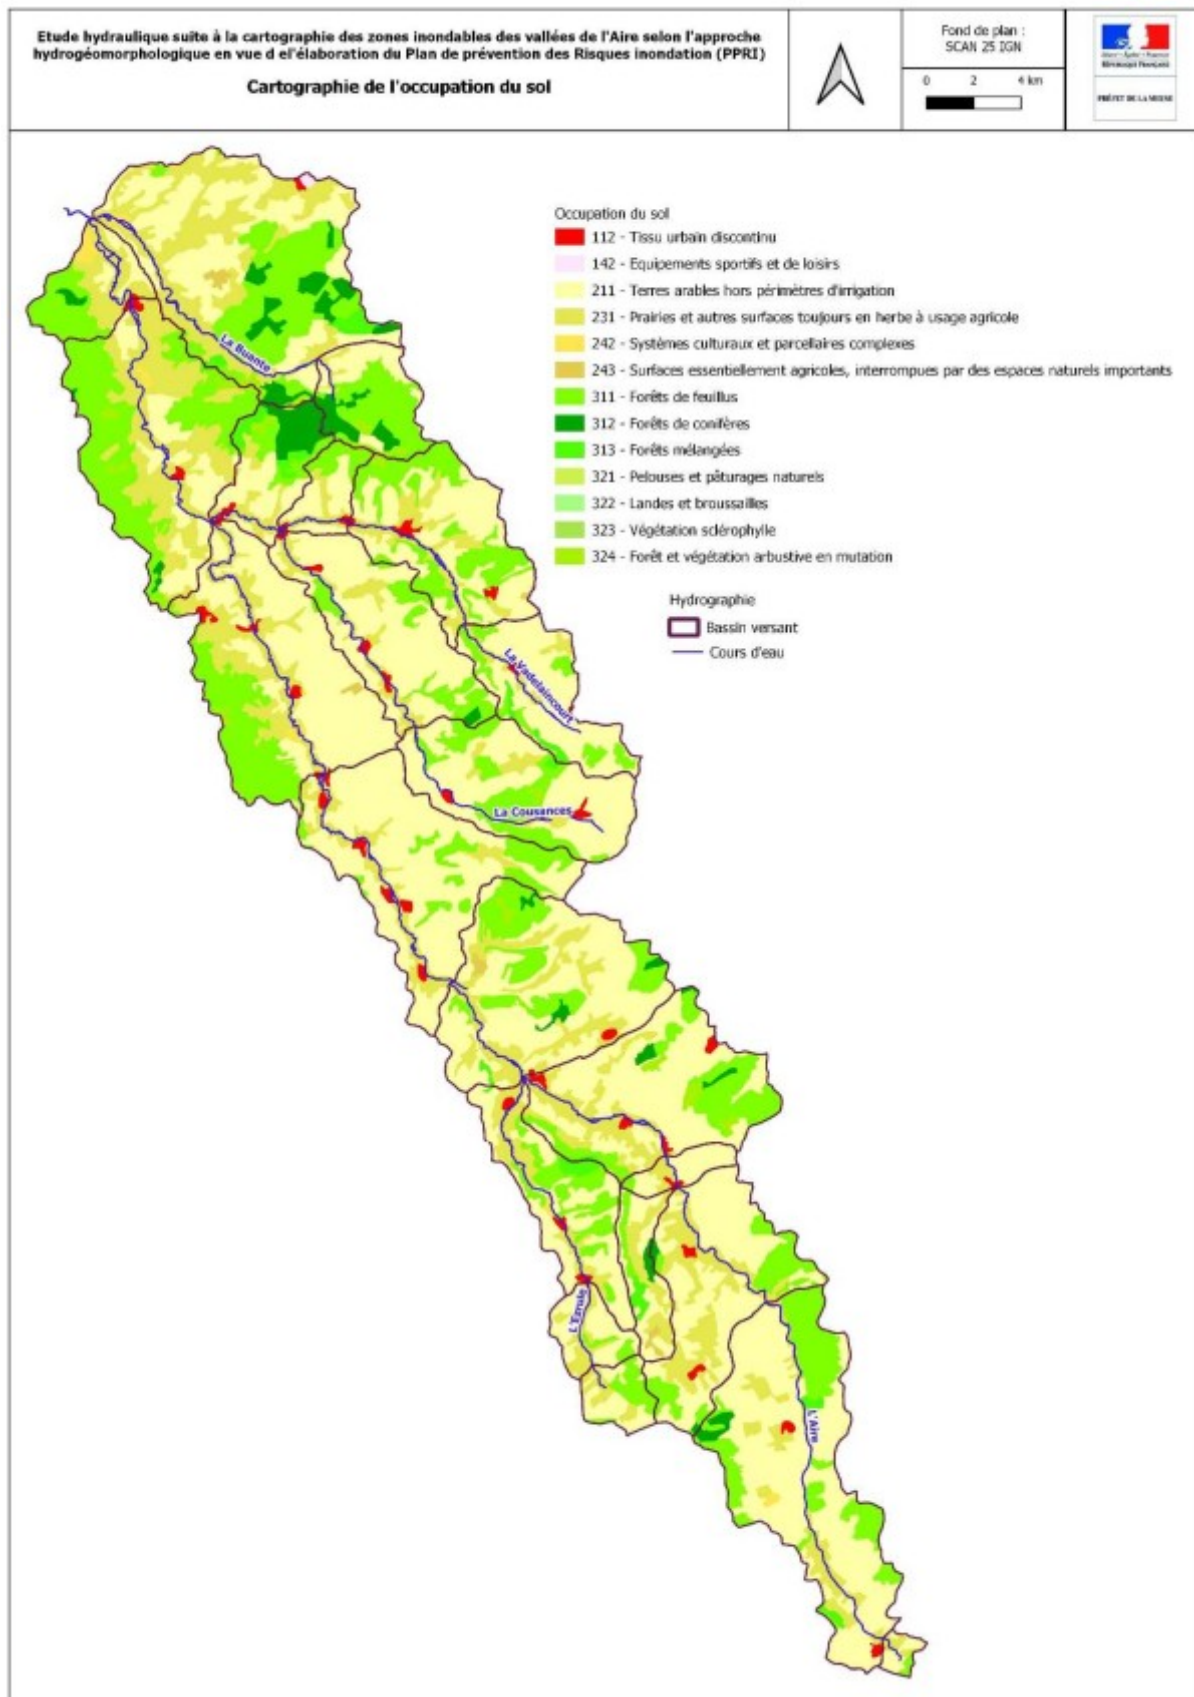 Etude hydraulique suite à la cartographie des zones inondables des vallées de l'Aire selon l'approche
hydrogéomorphologique en vue d el'élaboration du Plan de prévention des Risques inondation (PPRI)
Cartographie de l'occupation du sol
Fond de plan :
SCAN 25 IGN
0 2 4 km
RÉPUBLIQUE FRANÇAISE
PRÉFET DE LA MEUSE
Occupation du sol
112 - Tissu urbain discontinu
142 - Equipements sportifs et de loisirs
211 - Terres arables hors périmètres d'irrigation
231 - Prairies et autres surfaces toujours en herbe à usage agricole
242 - Systèmes culturaux et parcellaires complexes
243 - Surfaces essentiellement agricoles, interrompues par des espaces naturels importants
311 - Forêts de feuillus
312 - Forêts de conifères
313 - Forêts mélangées
321 - Pelouses et pâturages naturels
322 - Landes et broussailles
323 - Végétation sclérophylle
324 - Forêt et végétation arbustive en mutation
Hydrographie
Bassin versant
Cours d'eau
La Buante
La Vadelaincourt
La Cousances
L'Ezrule
L'Aire